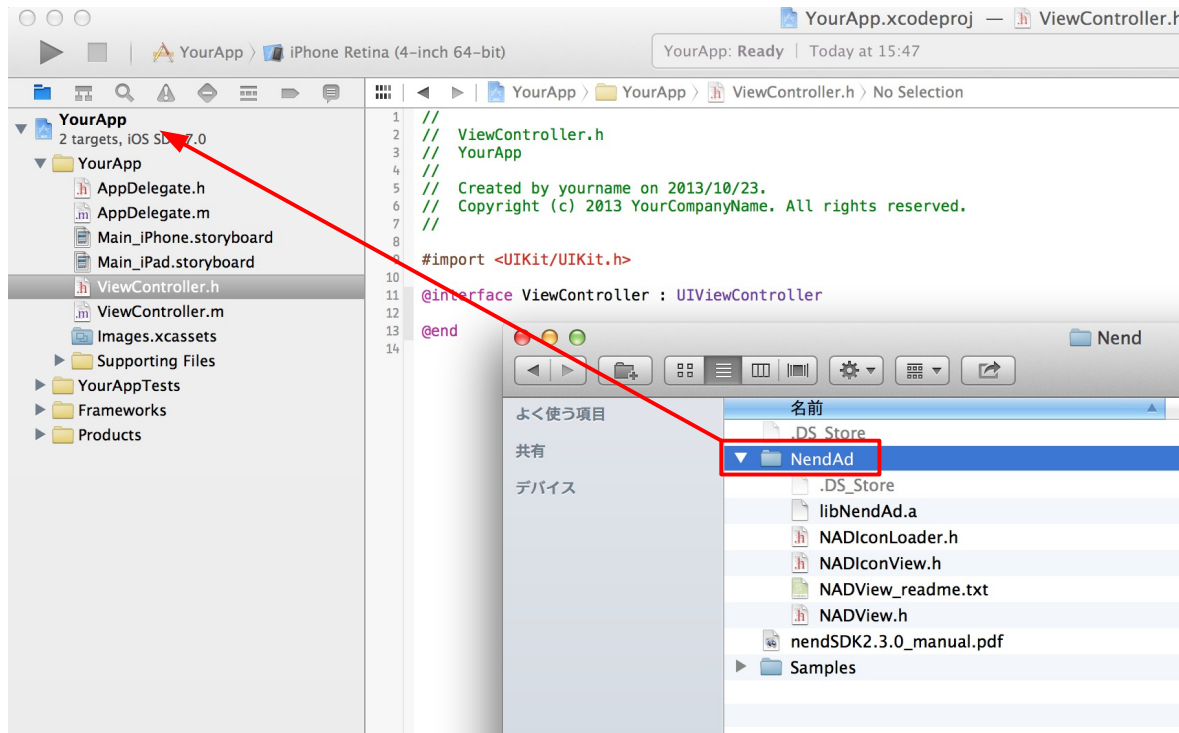 YourApp.xcodeproj — ViewController.h
YourApp 〉 iPhone Retina (4-inch 64-bit)
YourApp: Ready | Today at 15:47
YourApp 〉 YourApp 〉 ViewController.h 〉 No Selection
YourApp
2 targets, iOS SDK 7.0
YourApp
AppDelegate.h
AppDelegate.m
Main_iPhone.storyboard
Main_iPad.storyboard
ViewController.h
ViewController.m
Images.xcassets
Supporting Files
YourAppTests
Frameworks
Products
1 //
2 // ViewController.h
3 // YourApp
4 //
5 // Created by yourname on 2013/10/23.
6 // Copyright (c) 2013 YourCompanyName. All rights reserved.
7 //
8
9 #import <UIKit/UIKit.h>
10
11 @interface ViewController : UIViewController
12
13 @end
14
Nend
よく使う項目
共有
デバイス
名前
.DS_Store
NendAd
.DS_Store
libNendAd.a
NADIconLoader.h
NADIconView.h
NADView_readme.txt
NADView.h
nendSDK2.3.0_manual.pdf
Samples